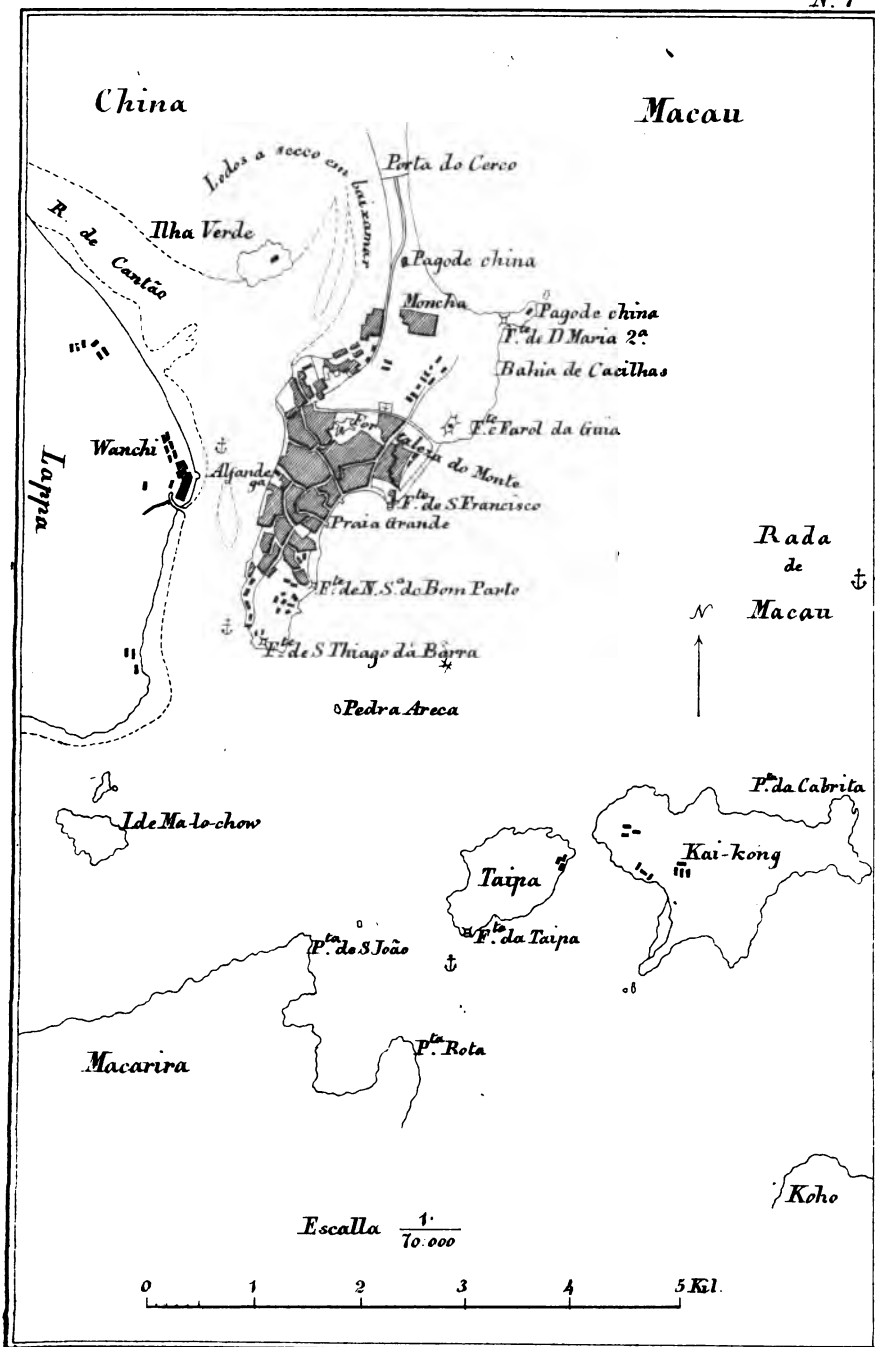 N. 7
China
Macau
Lodos a secco em baixamar
Porta do Cerco
R. de Cantão
Ilha Verde
Pagode china
Moncha
Pagode china
F.te de D Maria 2.ª
Bahia de Cacilhas
F.te e Farol da Guia
Fortaleza do Monte
Wanchi
Alfandega
Lappa
F.te de S Francisco
Praia Grande
Rada
de
Macau
F.te de N. S.ª do Bom Parto
N
F.te de S Thiago da Barra
Pedra Areca
P.ta da Cabrita
I de Ma-lo-chow
Kai-kong
Taipa
F.te da Taipa
P.ta de S João
P.ta Rota
Macarira
Koho
Escalla 1/70.000
0 1 2 3 4 5 Kil.